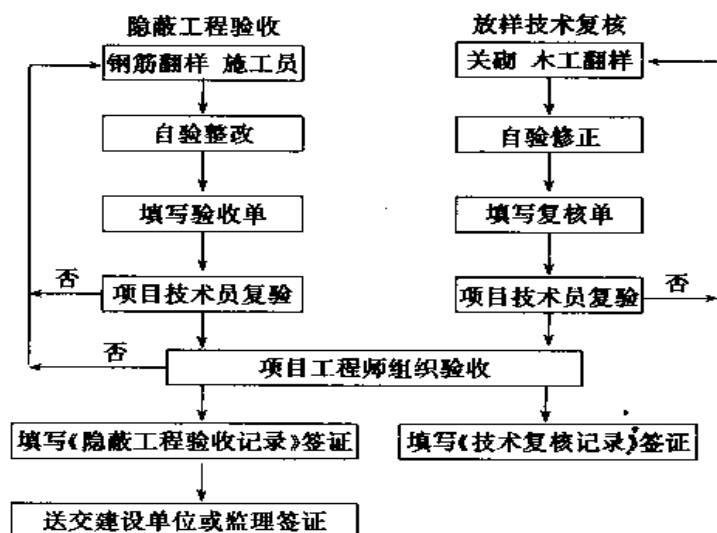 隐蔽工程验收
放样技术复核
钢筋翻样 施工员
关砌 木工翻样
自验整改
自验修正
填写验收单
填写复核单
否
项目技术员复验
项目技术员复验
否
否
项目工程师组织验收
填写《隐蔽工程验收记录》签证
填写《技术复核记录》签证
送交建设单位或监理签证